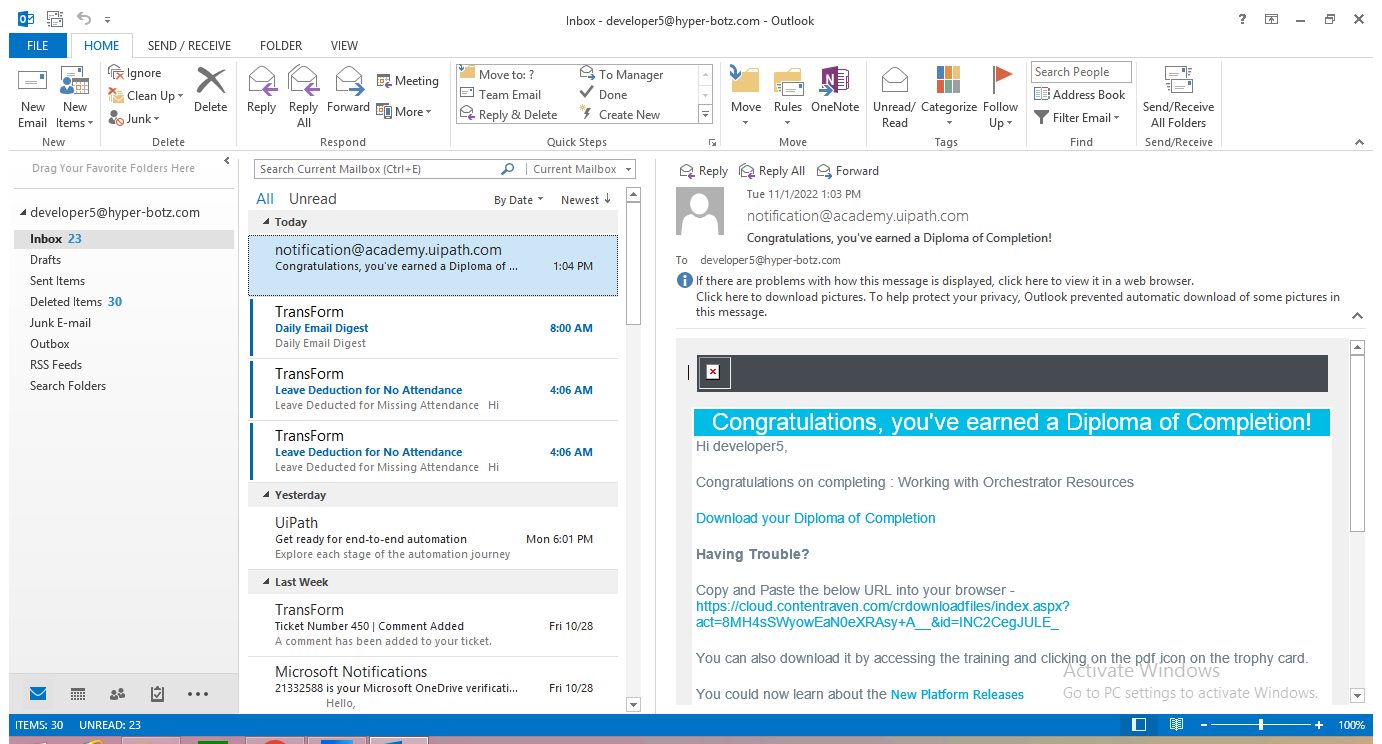 Inbox - developer5@hyper-botz.com - Outlook
?
FILE HOME SEND / RECEIVE FOLDER VIEW
New Email
New Items
New
Ignore
Clean Up
Junk
Delete
Delete
Reply
Reply All
Forward
Meeting
More
Respond
Move to: ?
Team Email
Reply & Delete
To Manager
Done
Create New
Quick Steps
Move
Rules
OneNote
Move
Unread/ Read
Categorize
Follow Up
Tags
Search People
Address Book
Filter Email
Find
Send/Receive All Folders
Send/Receive
Drag Your Favorite Folders Here
developer5@hyper-botz.com
Inbox 23
Drafts
Sent Items
Deleted Items 30
Junk E-mail
Outbox
RSS Feeds
Search Folders
Search Current Mailbox (Ctrl+E)
Current Mailbox
All Unread By Date Newest
Today
notification@academy.uipath.com
Congratulations, you've earned a Diploma of ... 1:04 PM
TransForm
Daily Email Digest 8:00 AM
Daily Email Digest
TransForm
Leave Deduction for No Attendance 4:06 AM
Leave Deducted for Missing Attendance Hi
TransForm
Leave Deduction for No Attendance 4:06 AM
Leave Deducted for Missing Attendance Hi
Yesterday
UiPath
Get ready for end-to-end automation Mon 6:01 PM
Explore each stage of the automation journey
Last Week
TransForm
Ticket Number 450 | Comment Added Fri 10/28
A comment has been added to your ticket.
Microsoft Notifications
21332588 is your Microsoft OneDrive verificati... Fri 10/28
Hello,
Reply Reply All Forward
Tue 11/1/2022 1:03 PM
notification@academy.uipath.com
Congratulations, you've earned a Diploma of Completion!
To developer5@hyper-botz.com
If there are problems with how this message is displayed, click here to view it in a web browser.
Click here to download pictures. To help protect your privacy, Outlook prevented automatic download of some pictures in
this message.
Congratulations, you've earned a Diploma of Completion!
Hi developer5,
Congratulations on completing : Working with Orchestrator Resources
Download your Diploma of Completion
Having Trouble?
Copy and Paste the below URL into your browser -
https://cloud.contentraven.com/crdownloadfiles/index.aspx?
act=8MH4sSWyowEaN0eXRAsy+A__&id=INC2CegJULE_
You can also download it by accessing the training and clicking on the pdf icon on the trophy card.
You could now learn about the New Platform Releases
Activate Windows
Go to PC settings to activate Windows.
ITEMS: 30 UNREAD: 23
100%